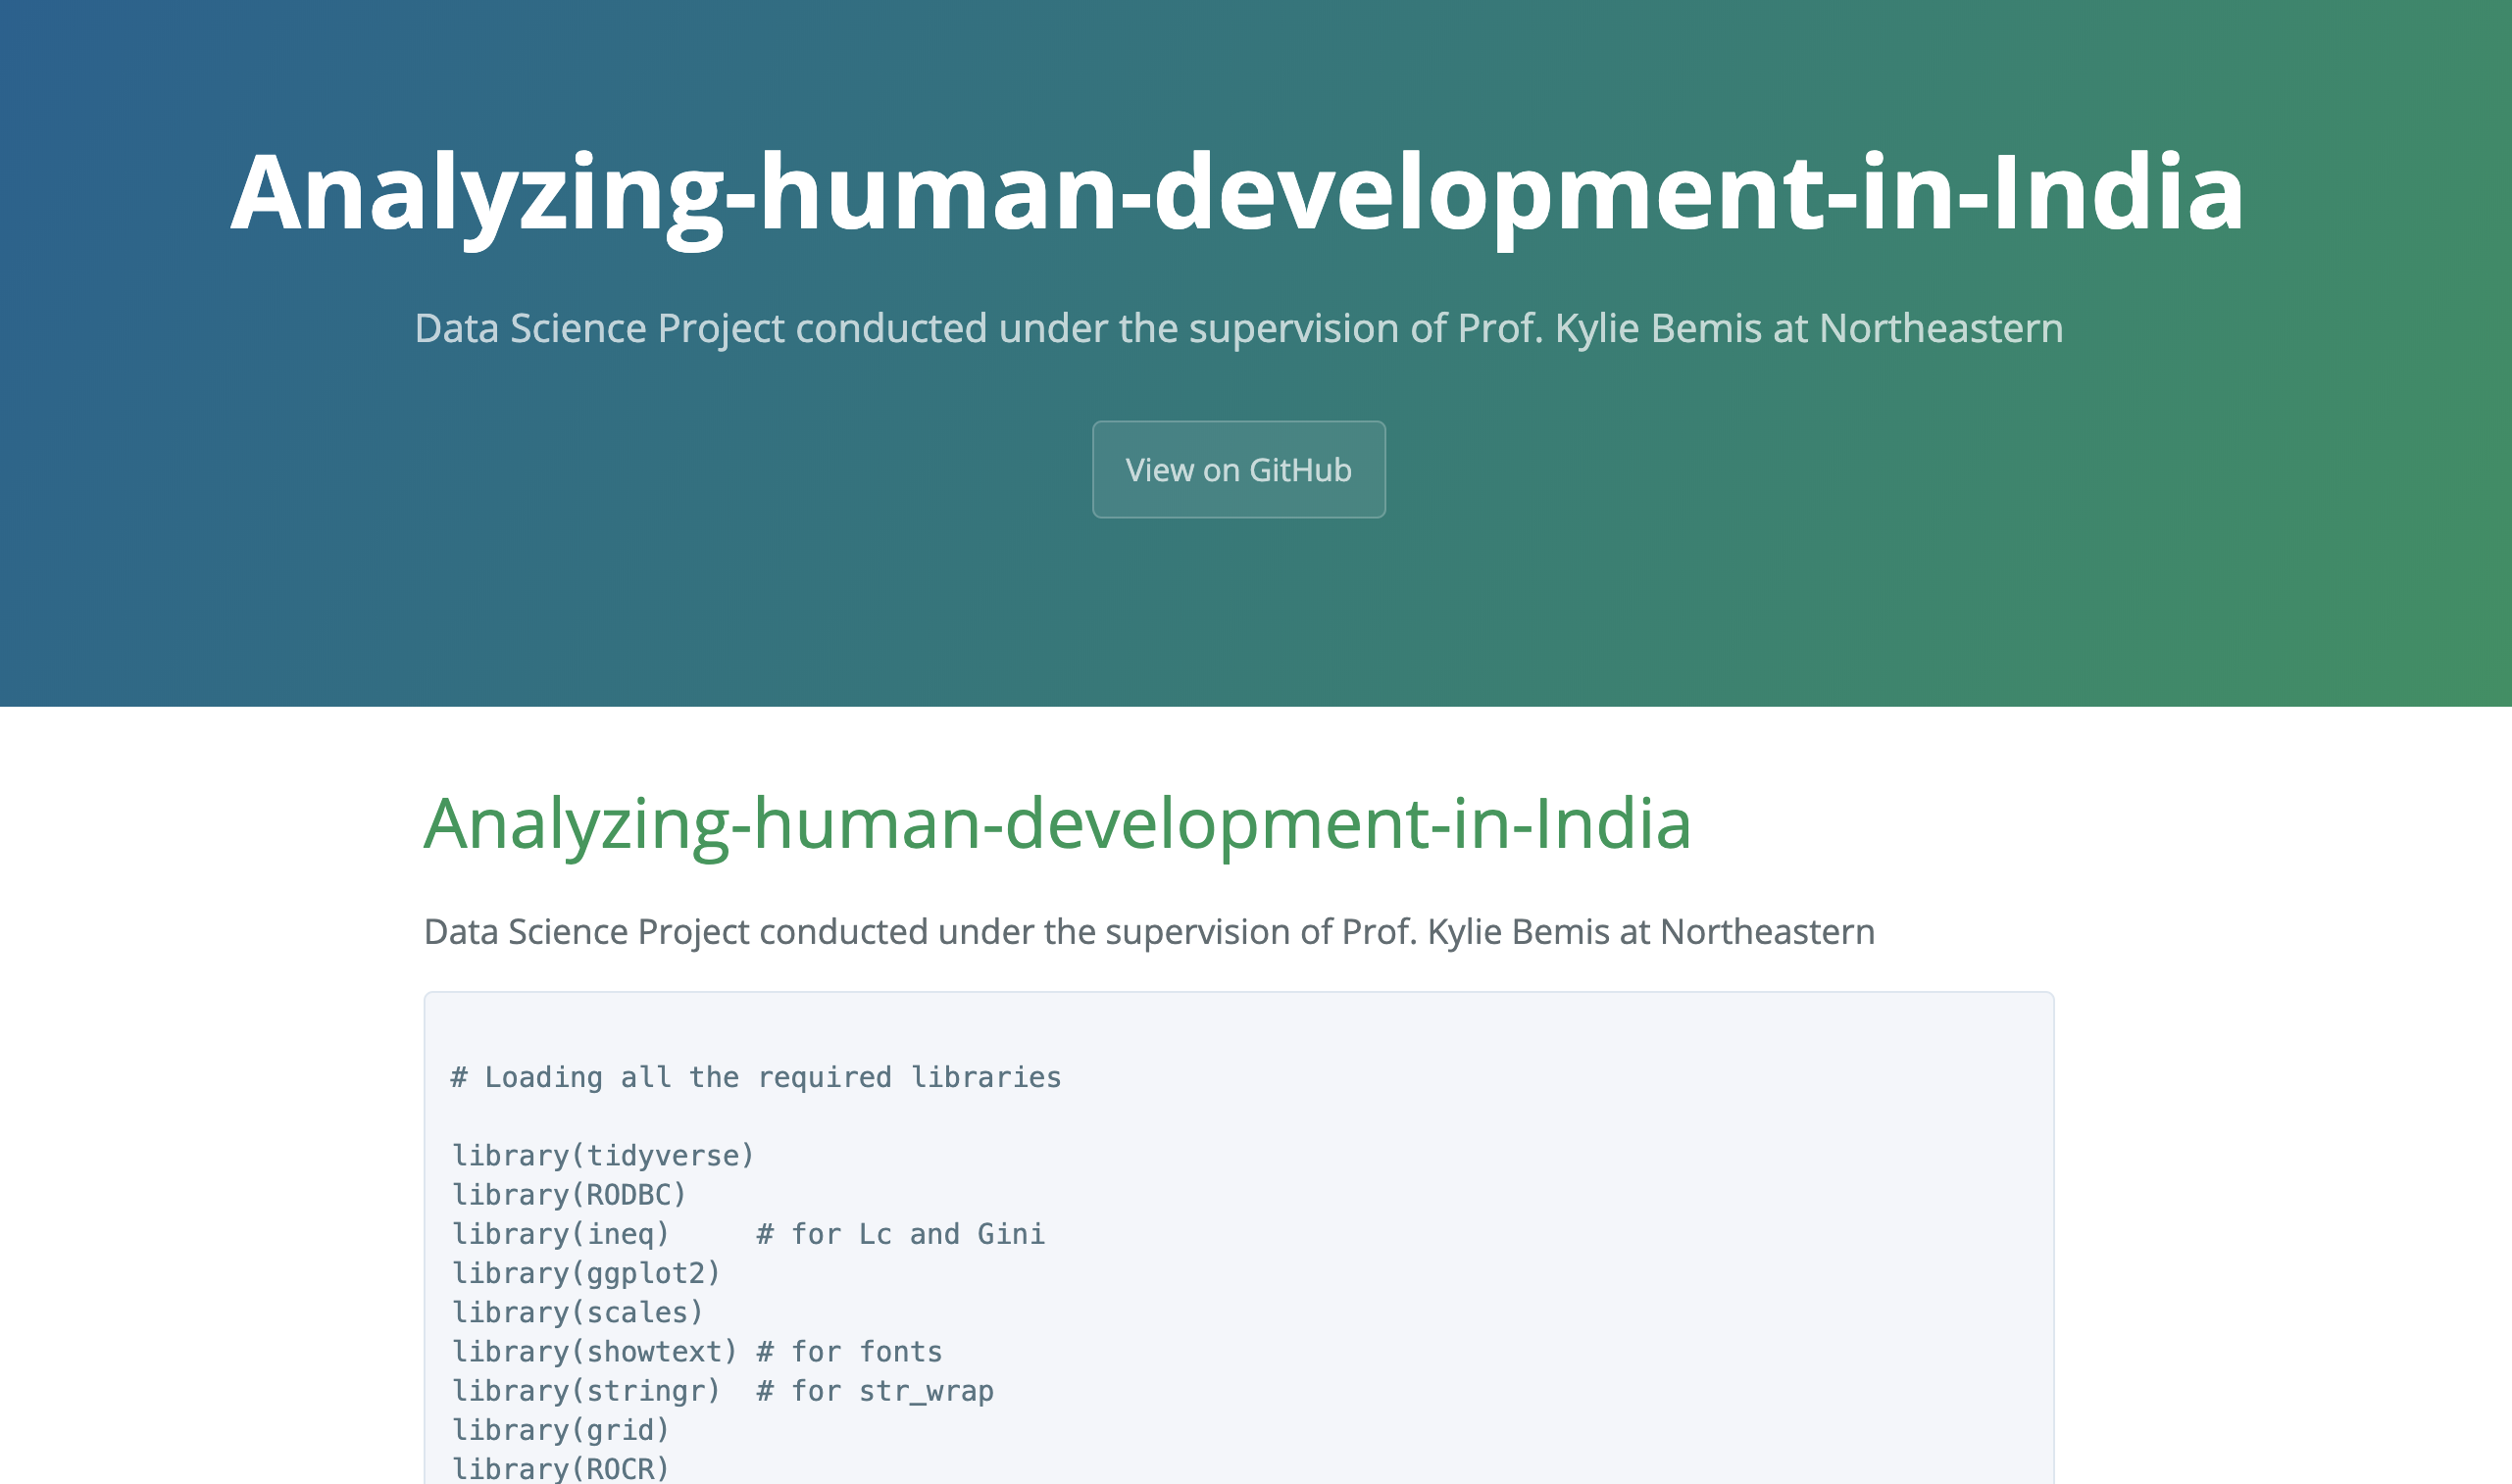 Analyzing-human-development-in-India
Data Science Project conducted under the supervision of Prof. Kylie Bemis at Northeastern
View on GitHub
Analyzing-human-development-in-India
Data Science Project conducted under the supervision of Prof. Kylie Bemis at Northeastern
# Loading all the required libraries
library(tidyverse)
library(RODBC)
library(ineq)     # for Lc and Gini
library(ggplot2)
library(scales)
library(showtext) # for fonts
library(stringr)  # for str_wrap
library(grid)
library(ROCR)